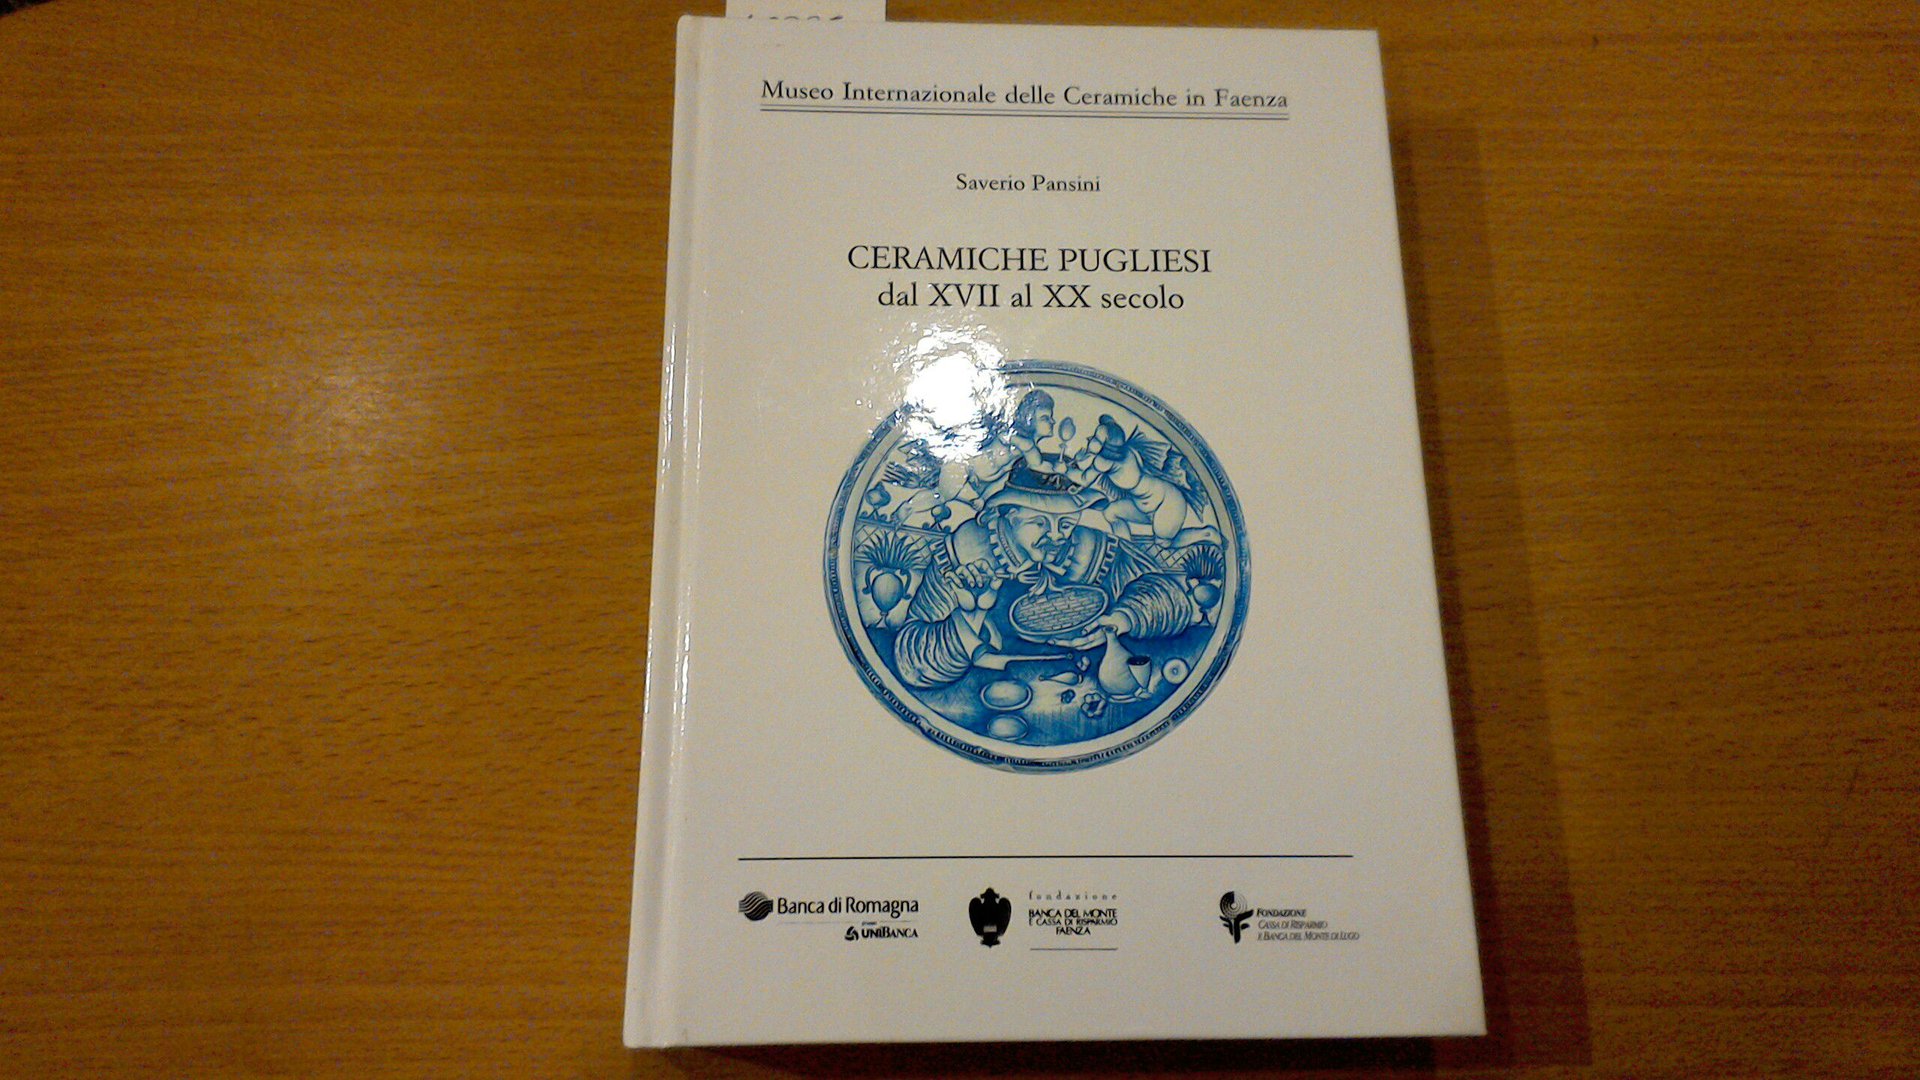 Museo Internazionale delle Ceramiche in Faenza
Saverio Pansini
CERAMICHE PUGLIESI
dal XVII al XX secolo
Banca di Romagna
UNIBANCA
fondazione
BANCA DEL MONTE
E CASSA DI RISPARMIO
FAENZA
FONDAZIONE
CASSA DI RISPARMIO
E BANCA DEL MONTE DI LUGO